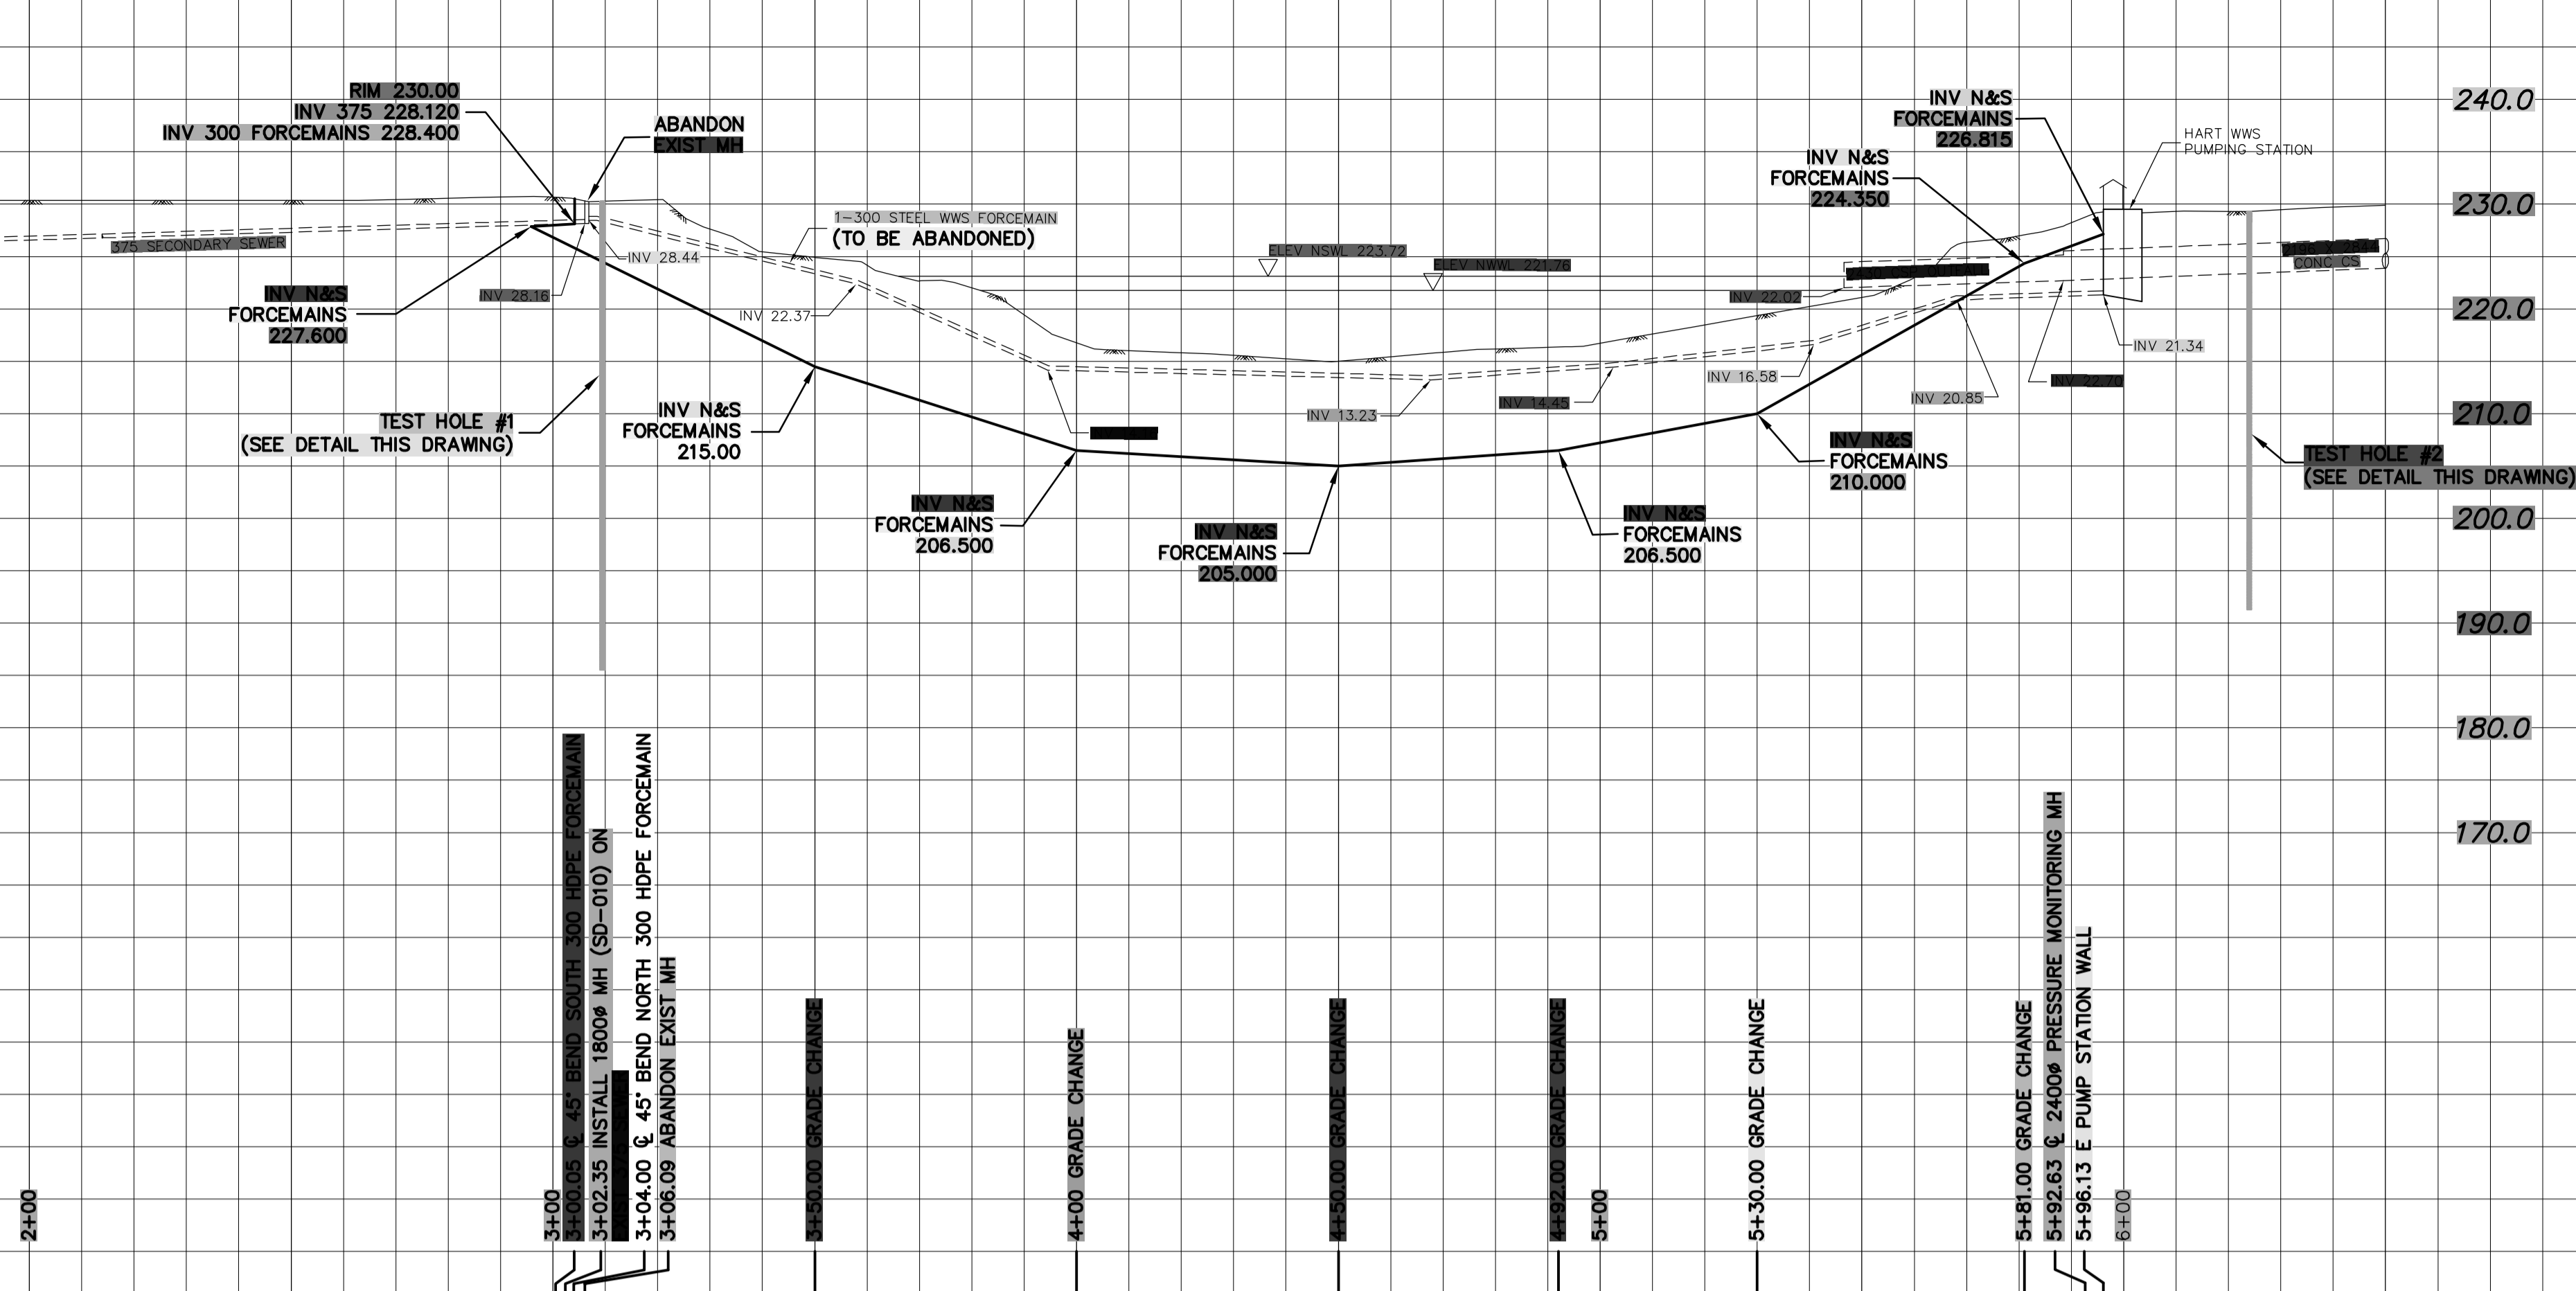 RIM 230.00
INV 375 228.120
INV 300 FORCEMAINS 228.400
ABANDON
EXIST MH
INV N&S
FORCEMAINS
226.815
240.0
HART WWS
PUMPING STATION
INV N&S
FORCEMAINS
224.350
230.0
1-300 STEEL WWS FORCEMAIN
(TO BE ABANDONED)
375 SECONDARY SEWER
INV 28.44
ELEV NSWL 223.72
ELEV NWWL 221.76
CONC CS
INV 28.16
INV N&S
FORCEMAINS
227.600
INV 22.37
INV 22.02
220.0
INV 21.34
INV 16.58
INV 22.70
INV 20.85
INV 14.45
INV 13.23
210.0
TEST HOLE #1
(SEE DETAIL THIS DRAWING)
INV N&S
FORCEMAINS
215.00
INV N&S
FORCEMAINS
210.000
TEST HOLE #2
(SEE DETAIL THIS DRAWING)
INV N&S
FORCEMAINS
206.500
INV N&S
FORCEMAINS
205.000
INV N&S
FORCEMAINS
206.500
200.0
190.0
180.0
170.0
2+00
3+00
3+00.05 ℄ 45° BEND SOUTH 300 HDPE FORCEMAIN
3+02.35 INSTALL 1800ø MH (SD-010) ON
EXIST 375 SEWER
3+04.00 ℄ 45° BEND NORTH 300 HDPE FORCEMAIN
3+06.09 ABANDON EXIST MH
3+50.00 GRADE CHANGE
4+00 GRADE CHANGE
4+50.00 GRADE CHANGE
4+92.00 GRADE CHANGE
5+00
5+30.00 GRADE CHANGE
5+81.00 GRADE CHANGE
5+92.63 ℄ 2400ø PRESSURE MONITORING MH
5+96.13 E PUMP STATION WALL
6+00